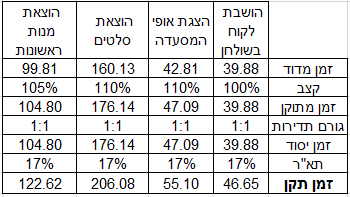 הושבת לקוח בשולחן | הצגת אופי המסעדה | הוצאת סלטים | הוצאת מנות ראשונות
זמן מדוד 39.88 42.81 160.13 99.81
קצב 100% 110% 110% 105%
זמן מתוקן 39.88 47.09 176.14 104.80
גורם תדירות 1:1 1:1 1:1 1:1
זמן יסוד 39.88 47.09 176.14 104.80
תא"ר 17% 17% 17% 17%
זמן תקן 46.65 55.10 206.08 122.62